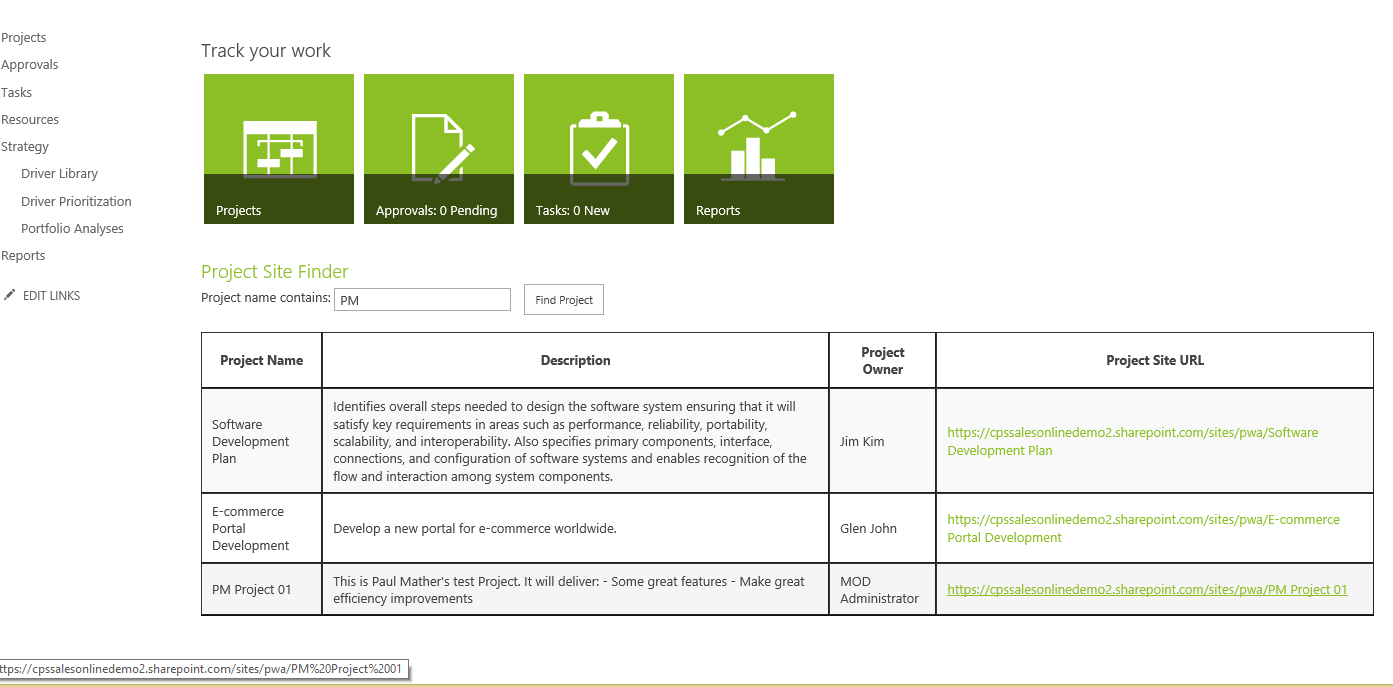 Projects
Approvals
Tasks
Resources
Strategy
Driver Library
Driver Prioritization
Portfolio Analyses
Reports
EDIT LINKS
Track your work
Projects
Approvals: 0 Pending
Tasks: 0 New
Reports
Project Site Finder
Project name contains:
PM
Find Project
Project Name
Description
Project
Owner
Project Site URL
Software
Development
Plan
Identifies overall steps needed to design the software system ensuring that it will
satisfy key requirements in areas such as performance, reliability, portability,
scalability, and interoperability. Also specifies primary components, interface,
connections, and configuration of software systems and enables recognition of the
flow and interaction among system components.
Jim Kim
https://cpssalesonlinedemo2.sharepoint.com/sites/pwa/Software
Development Plan
E-commerce
Portal
Development
Develop a new portal for e-commerce worldwide.
Glen John
https://cpssalesonlinedemo2.sharepoint.com/sites/pwa/E-commerce
Portal Development
PM Project 01
This is Paul Mather's test Project. It will deliver: - Some great features - Make great
efficiency improvements
MOD
Administrator
https://cpssalesonlinedemo2.sharepoint.com/sites/pwa/PM Project 01
ttps://cpssalesonlinedemo2.sharepoint.com/sites/pwa/PM%20Project%2001